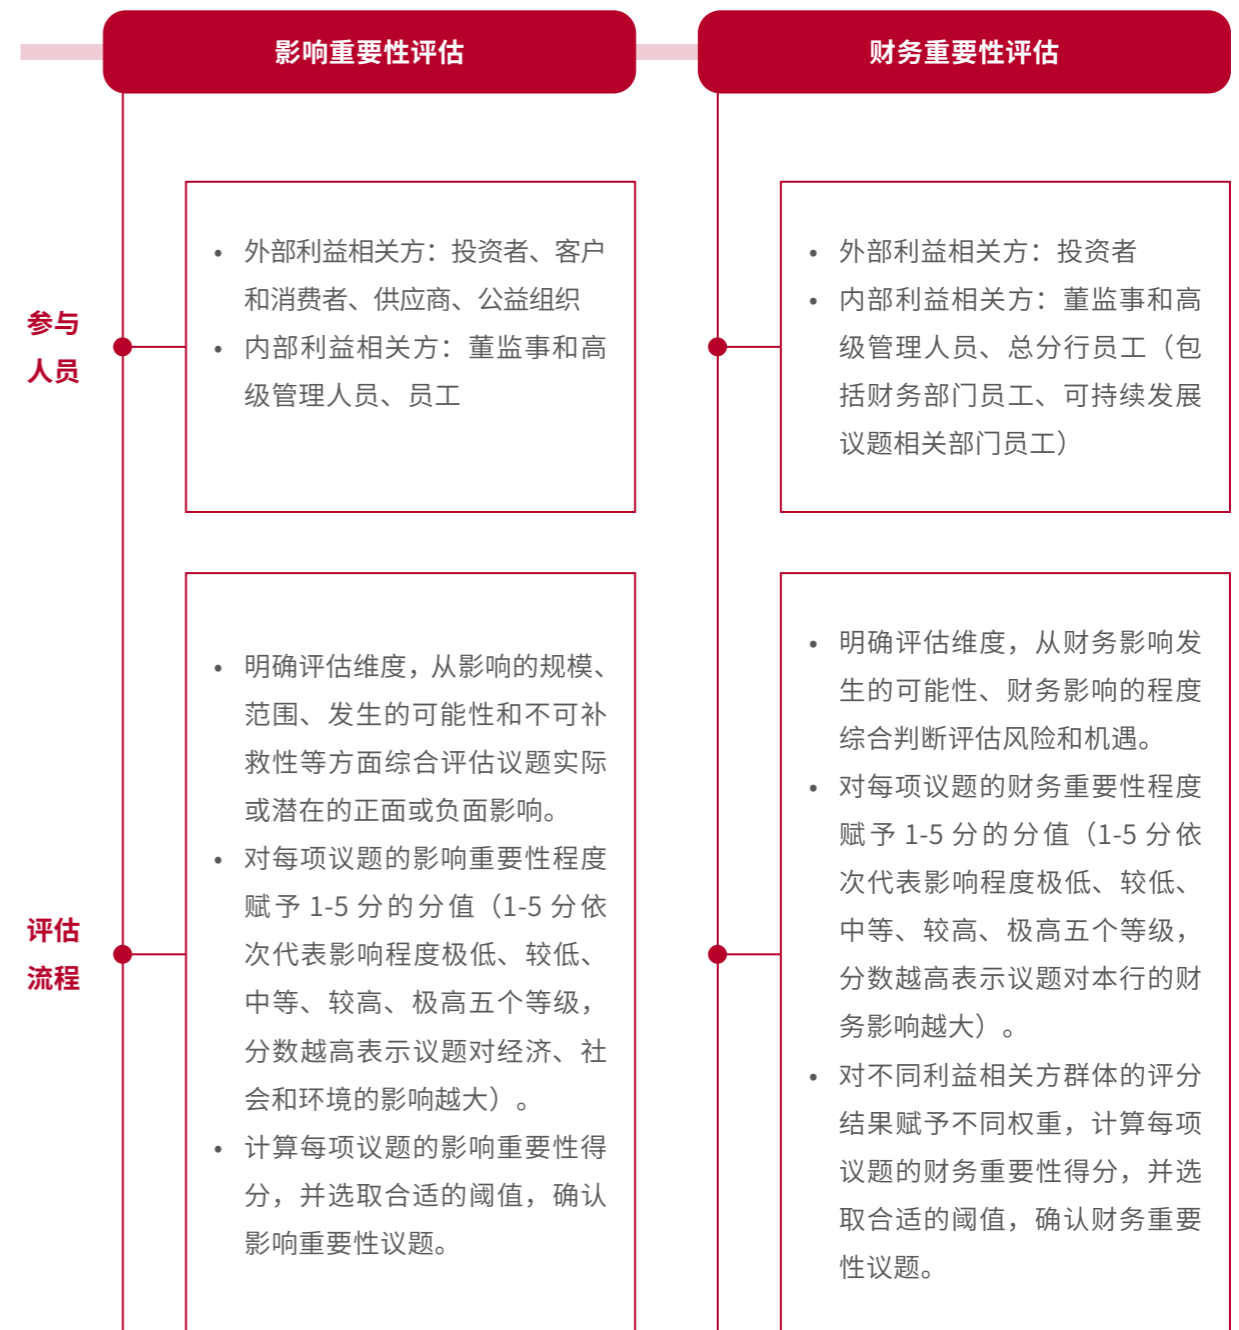 影响重要性评估
财务重要性评估
参与
人员
• 外部利益相关方：投资者、客户
和消费者、供应商、公益组织
• 内部利益相关方：董监事和高
级管理人员、员工
• 外部利益相关方：投资者
• 内部利益相关方：董监事和高
级管理人员、总分行员工（包
括财务部门员工、可持续发展
议题相关部门员工）
评估
流程
• 明确评估维度，从影响的规模、
范围、发生的可能性和不可补
救性等方面综合评估议题实际
或潜在的正面或负面影响。
• 对每项议题的影响重要性程度
赋予 1-5 分的分值（1-5 分依
次代表影响程度极低、较低、
中等、较高、极高五个等级，
分数越高表示议题对经济、社
会和环境的影响越大）。
• 计算每项议题的影响重要性得
分，并选取合适的阈值，确认
影响重要性议题。
• 明确评估维度，从财务影响发
生的可能性、财务影响的程度
综合判断评估风险和机遇。
• 对每项议题的财务重要性程度
赋予 1-5 分的分值（1-5 分依
次代表影响程度极低、较低、
中等、较高、极高五个等级，
分数越高表示议题对本行的财
务影响越大）。
• 对不同利益相关方群体的评分
结果赋予不同权重，计算每项
议题的财务重要性得分，并选
取合适的阈值，确认财务重要
性议题。